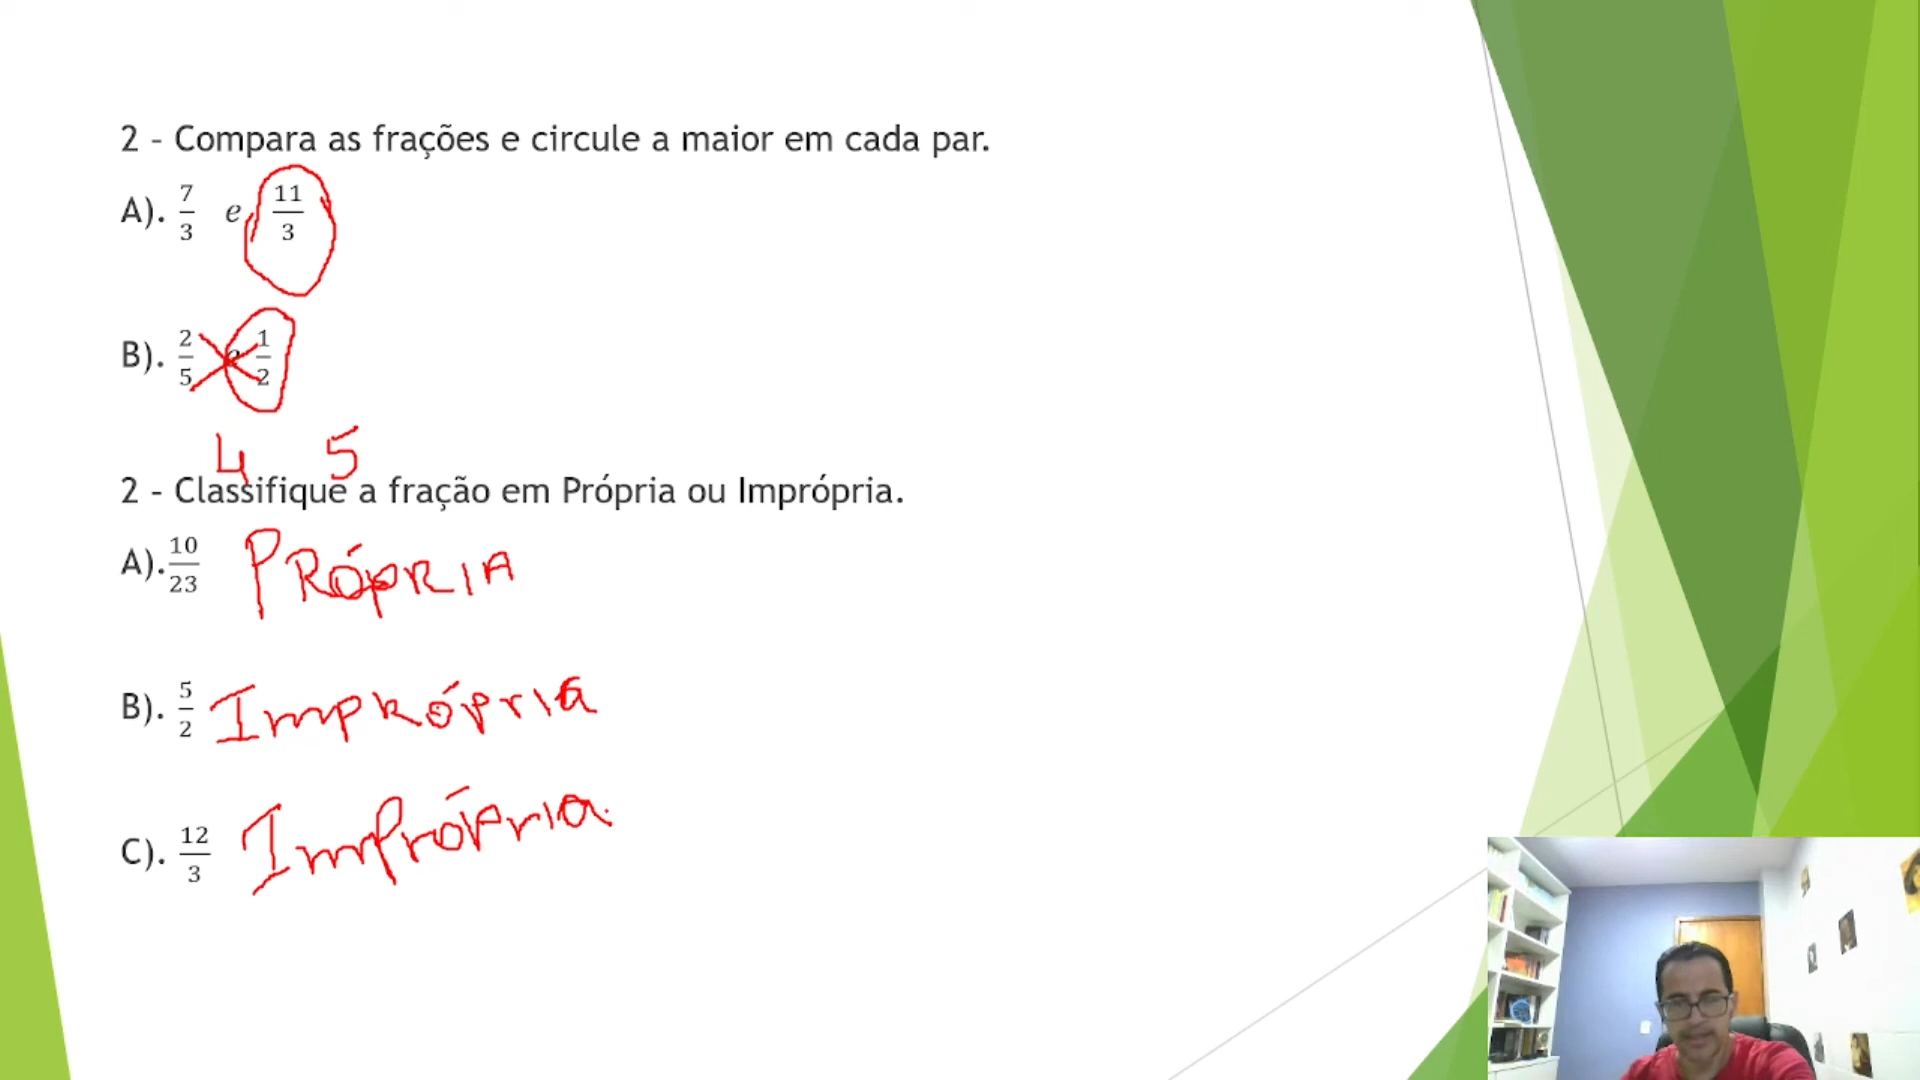 2 - Compara as frações e circule a maior em cada par.
A). 7/3 e 11/3
B). 2/5 e 1/2
4 5
2 - Classifique a fração em Própria ou Imprópria.
A). 10/23 PRÓPRIA
B). 5/2 Imprópria
C). 12/3 Imprópria.